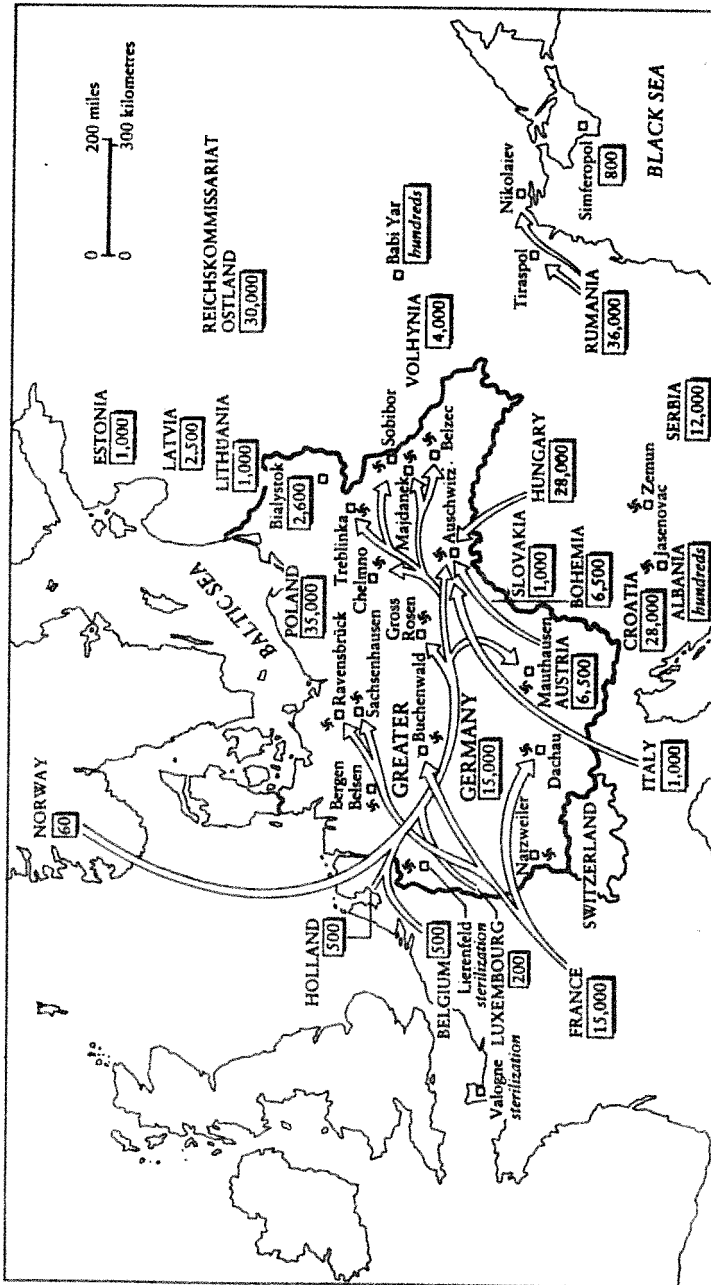 0 200 miles
0 300 kilometres
NORWAY
60
ESTONIA
1,000
LATVIA
2,500
LITHUANIA
1,000
REICHSKOMMISSARIAT
OSTLAND
30,000
BALTIC SEA
Bialystok
2,600
POLAND
35,000
HOLLAND
500
Bergen
Belsen
Ravensbrück
Sachsenhausen
Treblinka
Chelmno
Sobibor
Majdanek
Belzec
VOLHYNIA
4,000
Babi Yar
hundreds
GREATER
GERMANY
15,000
Buchenwald
Gross
Rosen
Auschwitz
BELGIUM
500
Lierenfeld
sterilization
LUXEMBOURG
200
Valogne
sterilization
Natzweiler
Dachau
Mauthausen
AUSTRIA
6,500
SLOVAKIA
1,000
BOHEMIA
6,500
HUNGARY
28,000
Tiraspol
Nikolaiev
Simferopol
800
RUMANIA
36,000
BLACK SEA
FRANCE
15,000
SWITZERLAND
ITALY
1,000
CROATIA
28,000
ALBANIA
hundreds
Jasenovac
Zemun
SERBIA
12,000